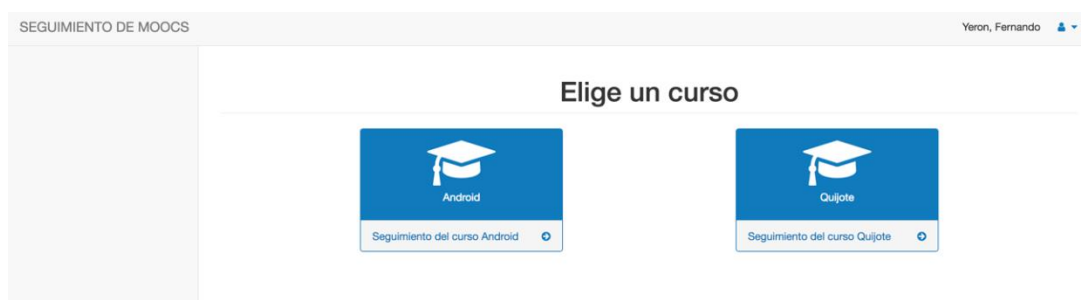 SEGUIMIENTO DE MOOCS
Yeron, Fernando
Elige un curso
Android
Quijote
Seguimiento del curso Android
Seguimiento del curso Quijote